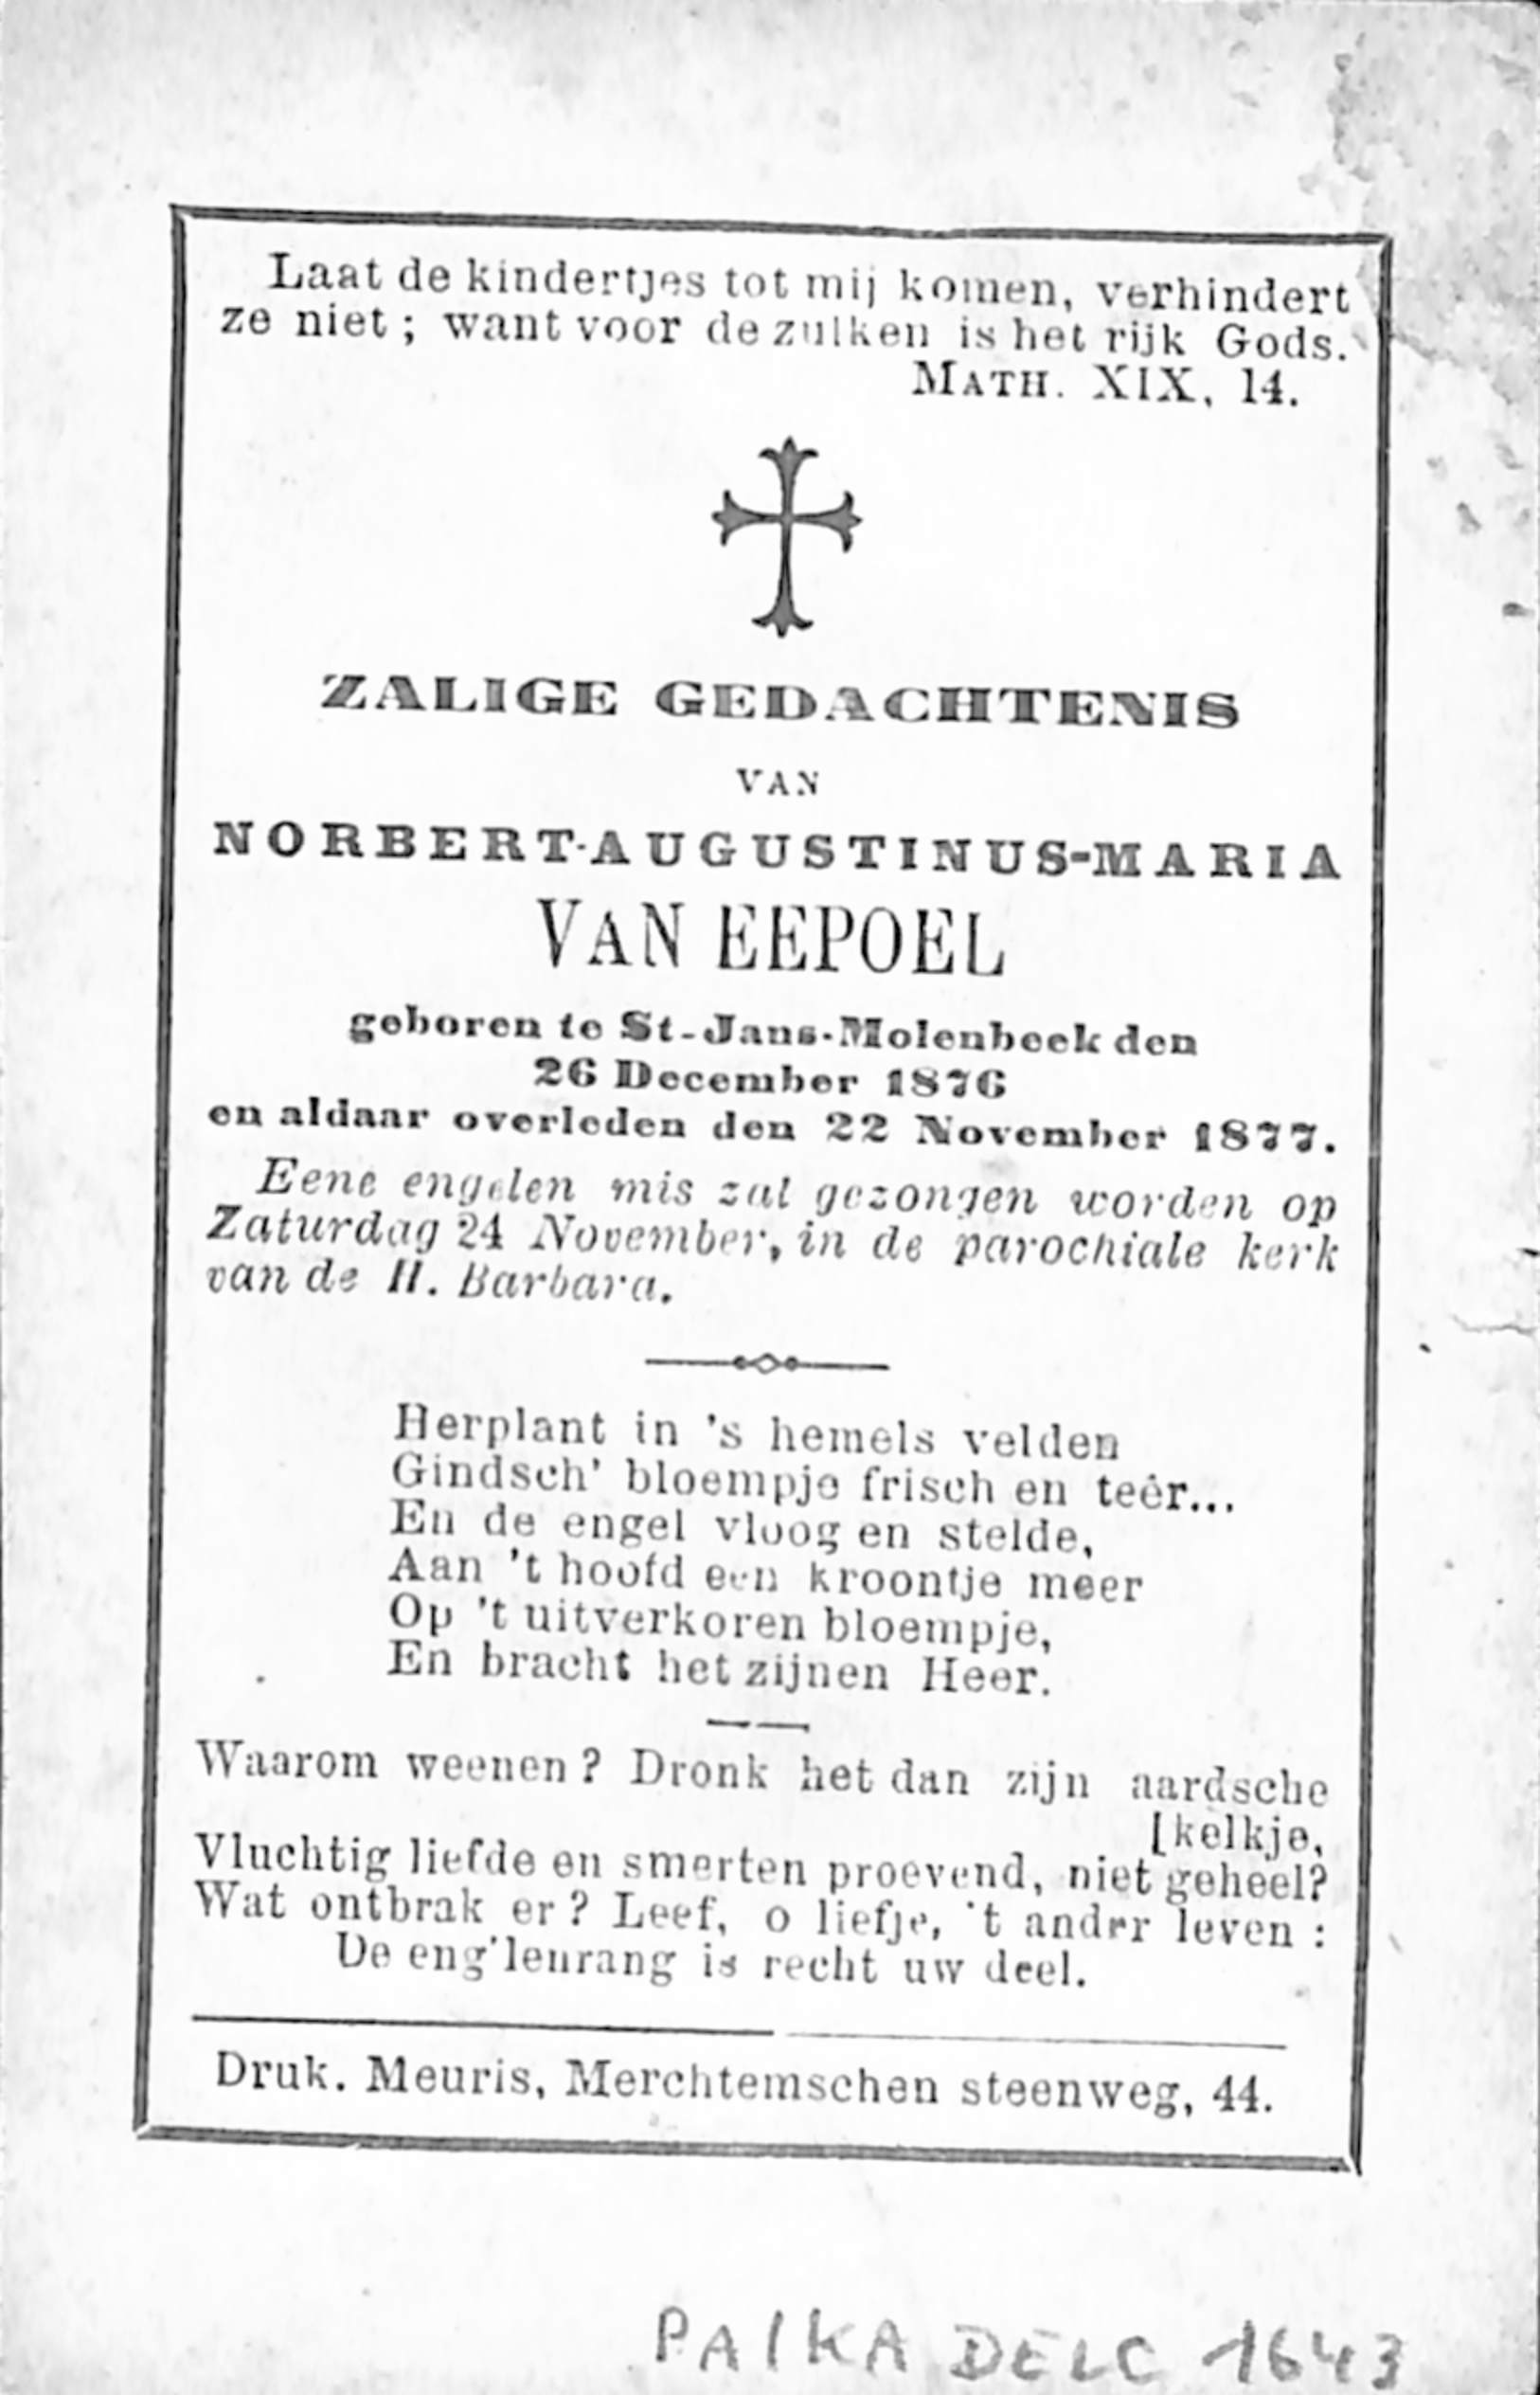 Laat de kindertjes tot mij komen, verhindert
ze niet ; want voor de zulken is het rijk Gods.
MATH. XIX, 14.
ZALIGE GEDACHTENIS
VAN
NORBERT-AUGUSTINUS-MARIA
VAN EEPOEL
geboren te St-Jans-Molenbeek den
26 December 1876
en aldaar overleden den 22 November 1877.
Eene engelen mis zal gezongen worden op
Zaturdag 24 November, in de parochiale kerk
van de H. Barbara.
Herplant in 's hemels velden
Gindsch' bloempje frisch en teêr...
En de engel vloog en stelde,
Aan 't hoofd een kroontje meer
Op 't uitverkoren bloempje,
En bracht het zijnen Heer.
Waarom weenen ? Dronk het dan zijn aardsche
[kelkje,
Vluchtig liefde en smerten proevend, niet geheel?
Wat ontbrak er ? Leef, o liefje, 't ander leven :
De eng'lenrang is recht uw deel.
Druk. Meuris, Merchtemschen steenweg, 44.
PAIKA DELC 1643